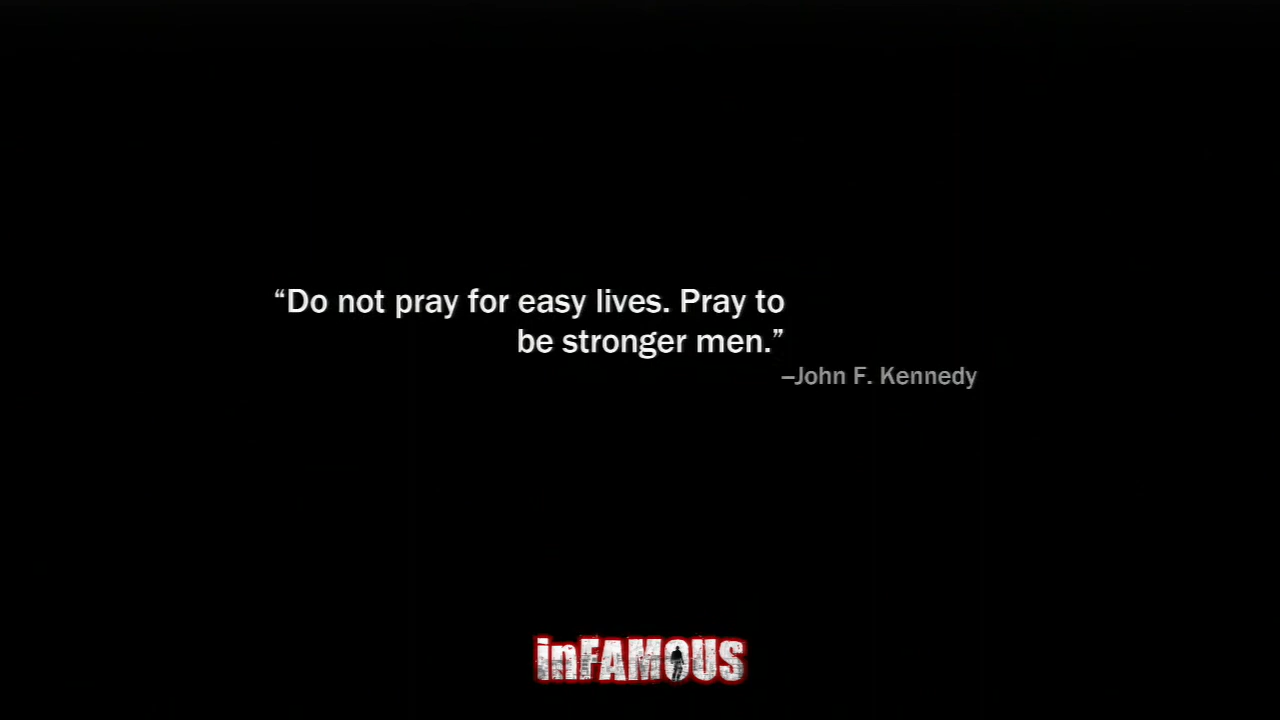 “Do not pray for easy lives. Pray to
be stronger men.”
–John F. Kennedy
inFAMOUS